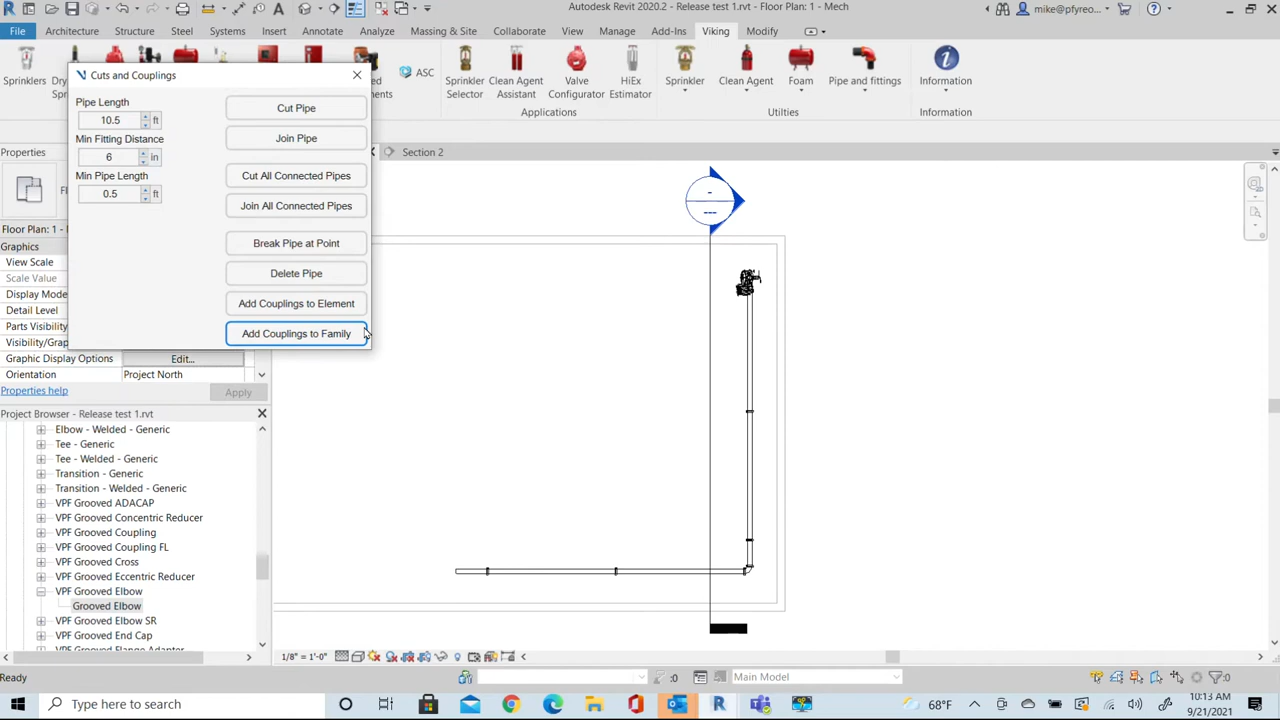 Autodesk Revit 2020.2 - Release test 1.rvt - Floor Plan: 1 - Mech
mike@pfyreo...
File Architecture Structure Steel Systems Insert Annotate Analyze Massing & Site Collaborate View Manage Add-Ins Viking Modify
Sprinklers
ASC
Sprinkler Selector
Clean Agent Assistant
Valve Configurator
HiEx Estimator
Sprinkler
Clean Agent
Foam
Pipe and fittings
Information
Applications
Utilties
Information
Cuts and Couplings
Pipe Length
10.5 ft
Min Fitting Distance
6 in
Min Pipe Length
0.5 ft
Cut Pipe
Join Pipe
Cut All Connected Pipes
Join All Connected Pipes
Break Pipe at Point
Delete Pipe
Add Couplings to Element
Add Couplings to Family
Section 2
Properties
Floor Plan: 1 -
Graphics
View Scale
Scale Value
Display Mode
Detail Level
Parts Visibility
Visibility/Grap
Graphic Display Options Edit...
Orientation Project North
Properties help Apply
Project Browser - Release test 1.rvt
Elbow - Welded - Generic
Tee - Generic
Tee - Welded - Generic
Transition - Generic
Transition - Welded - Generic
VPF Grooved ADACAP
VPF Grooved Concentric Reducer
VPF Grooved Coupling
VPF Grooved Coupling FL
VPF Grooved Cross
VPF Grooved Eccentric Reducer
VPF Grooved Elbow
Grooved Elbow
VPF Grooved Elbow SR
VPF Grooved End Cap
VPF Grooved Flange Adapter
1/8" = 1'-0"
Ready
:0
Main Model
:0
Type here to search
68°F
10:13 AM
9/21/2021